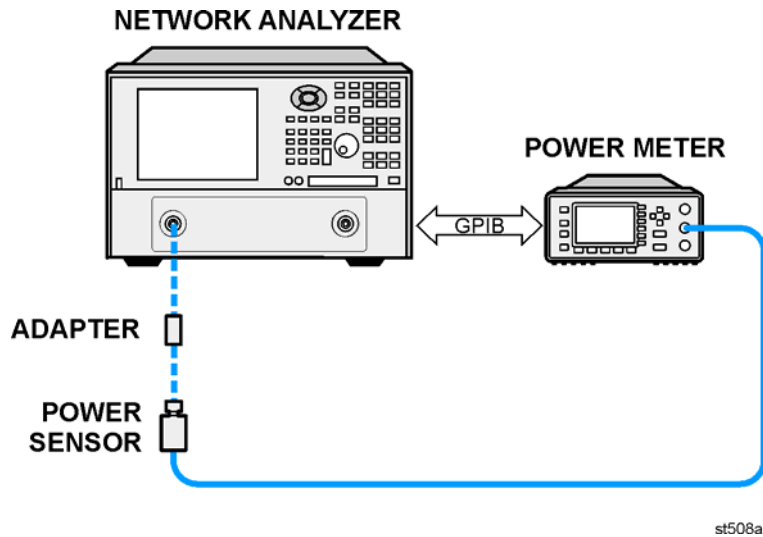 NETWORK ANALYZER
POWER METER
GPIB
ADAPTER
POWER
SENSOR
st508a